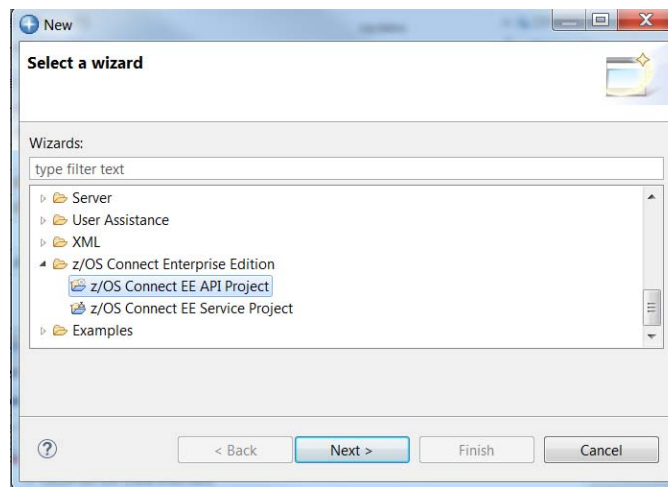 New
Select a wizard
Wizards:
type filter text
Server
User Assistance
XML
z/OS Connect Enterprise Edition
z/OS Connect EE API Project
z/OS Connect EE Service Project
Examples
? < Back Next > Finish Cancel